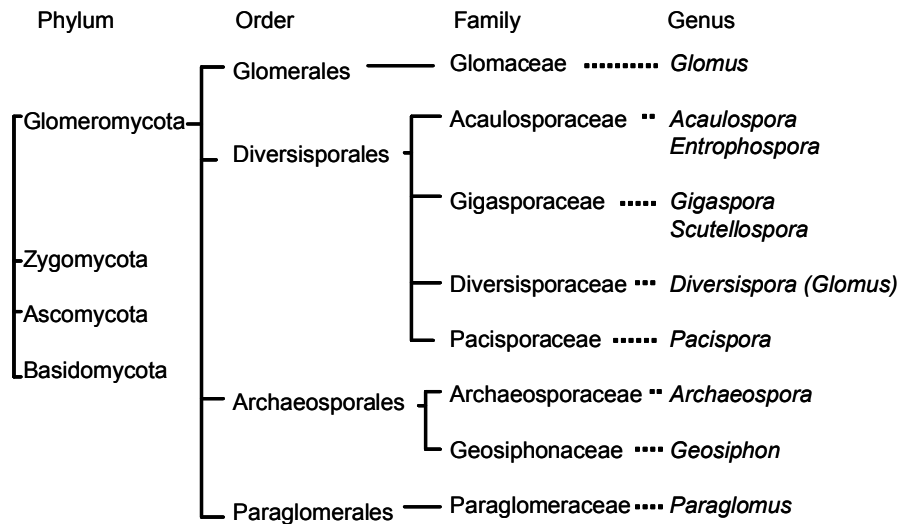 Phylum Order Family Genus
Glomerales Glomaceae Glomus
Glomeromycota Acaulosporaceae Acaulospora
Diversisporales Entrophospora
Gigasporaceae Gigaspora
Scutellospora
Zygomycota
Diversisporaceae Diversispora (Glomus)
Ascomycota
Pacisporaceae Pacispora
Basidomycota
Archaeosporales Archaeosporaceae Archaeospora
Geosiphonaceae Geosiphon
Paraglomerales Paraglomeraceae Paraglomus